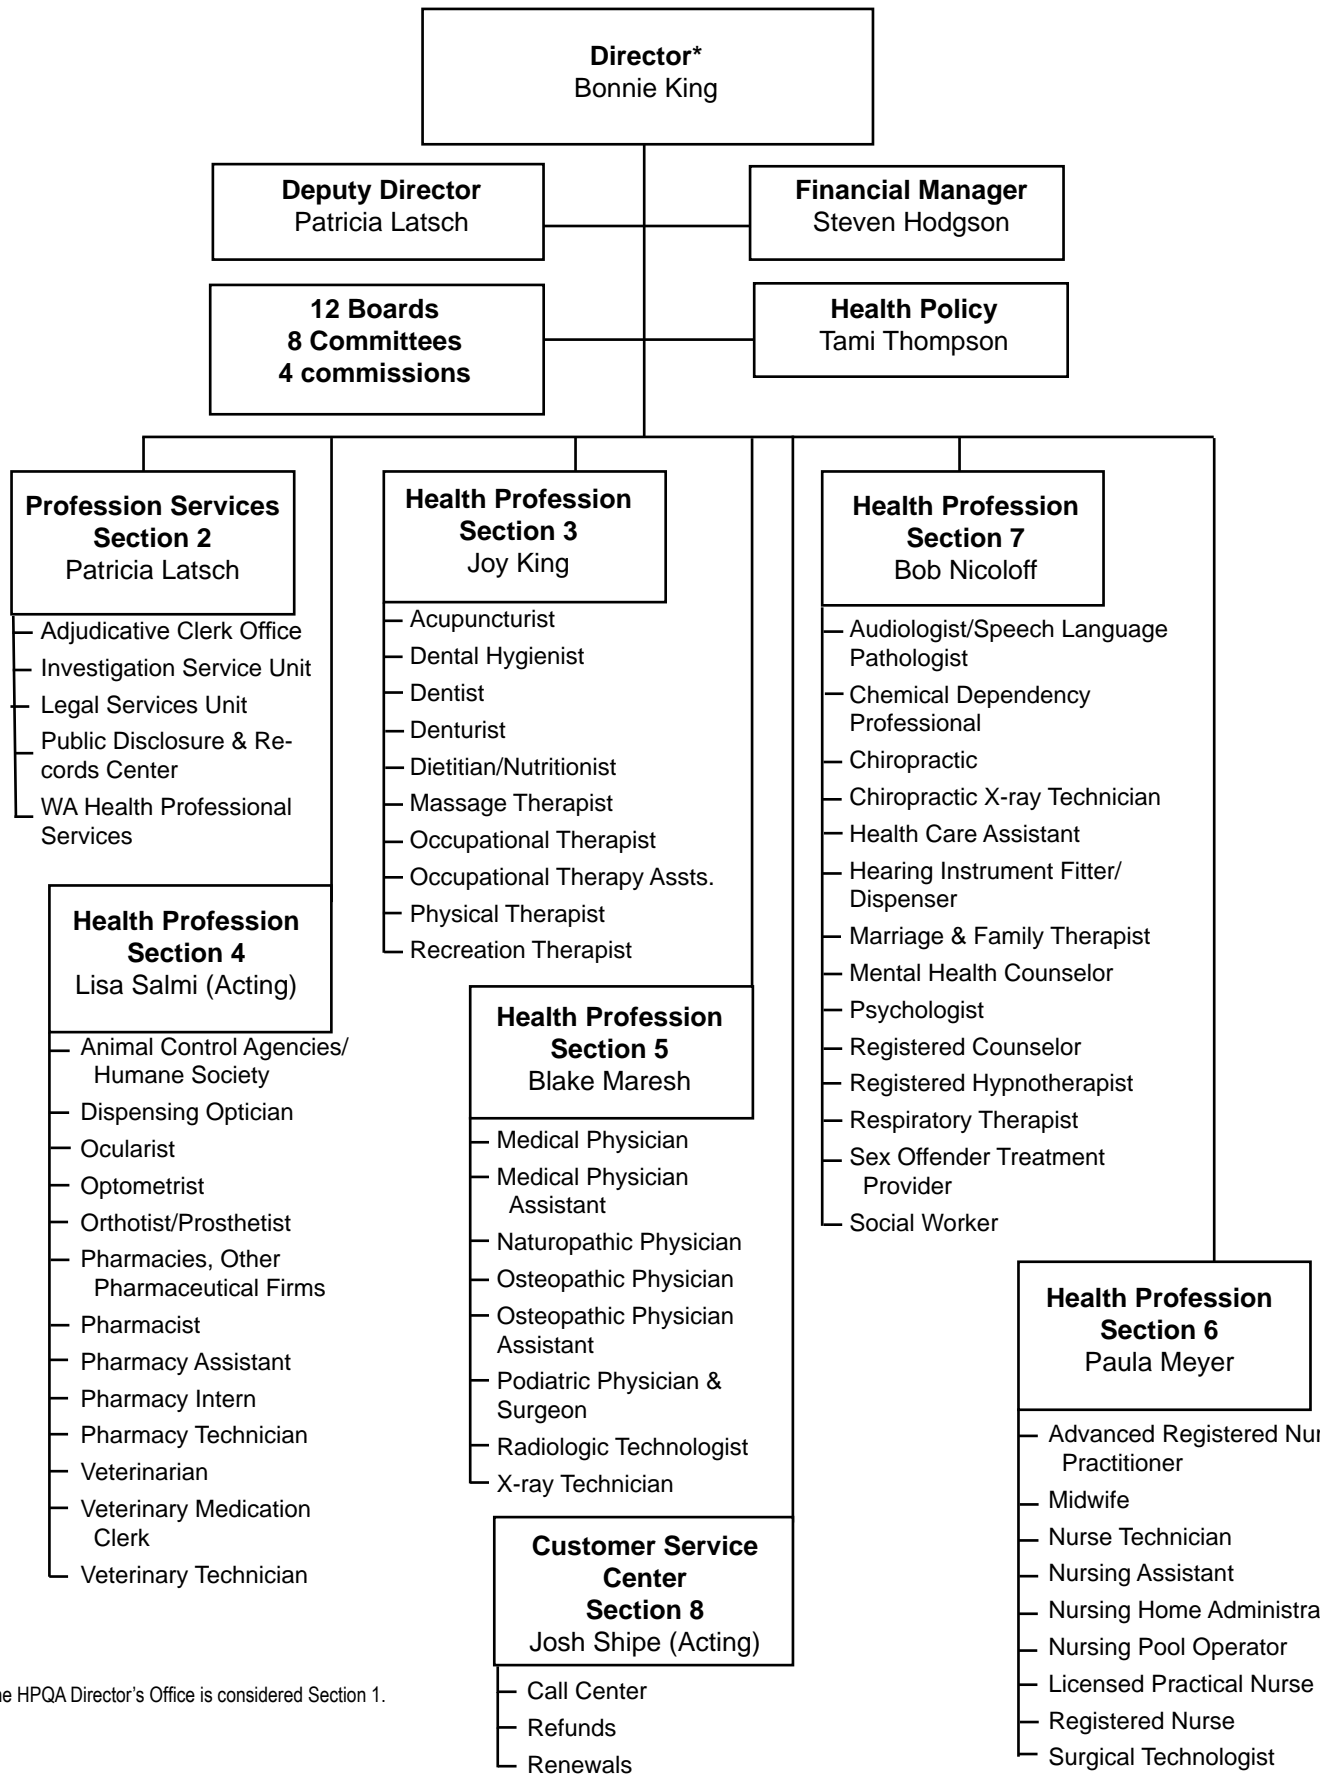 Director*
Bonnie King
Deputy Director
Patricia Latsch
Financial Manager
Steven Hodgson
12 Boards
8 Committees
4 commissions
Health Policy
Tami Thompson
Profession Services
Section 2
Patricia Latsch
Adjudicative Clerk Office
Investigation Service Unit
Legal Services Unit
Public Disclosure & Re-
cords Center
WA Health Professional
Services
Health Profession
Section 4
Lisa Salmi (Acting)
Animal Control Agencies/
Humane Society
Dispensing Optician
Ocularist
Optometrist
Orthotist/Prosthetist
Pharmacies, Other
Pharmaceutical Firms
Pharmacist
Pharmacy Assistant
Pharmacy Intern
Pharmacy Technician
Veterinarian
Veterinary Medication
Clerk
Veterinary Technician
Health Profession
Section 3
Joy King
Acupuncturist
Dental Hygienist
Dentist
Denturist
Dietitian/Nutritionist
Massage Therapist
Occupational Therapist
Occupational Therapy Assts.
Physical Therapist
Recreation Therapist
Health Profession
Section 5
Blake Maresh
Medical Physician
Medical Physician
Assistant
Naturopathic Physician
Osteopathic Physician
Osteopathic Physician
Assistant
Podiatric Physician &
Surgeon
Radiologic Technologist
X-ray Technician
Customer Service
Center
Section 8
Josh Shipe (Acting)
Call Center
Refunds
Renewals
Health Profession
Section 7
Bob Nicoloff
Audiologist/Speech Language
Pathologist
Chemical Dependency
Professional
Chiropractic
Chiropractic X-ray Technician
Health Care Assistant
Hearing Instrument Fitter/
Dispenser
Marriage & Family Therapist
Mental Health Counselor
Psychologist
Registered Counselor
Registered Hypnotherapist
Respiratory Therapist
Sex Offender Treatment
Provider
Social Worker
Health Profession
Section 6
Paula Meyer
Advanced Registered
Practitioner
Midwife
Nurse Technician
Nursing Assistant
Nursing Home
Nursing Pool Operator
Licensed Practical Nurse
Registered Nurse
Surgical Technologist
HPQA Director's Office is considered Section 1.